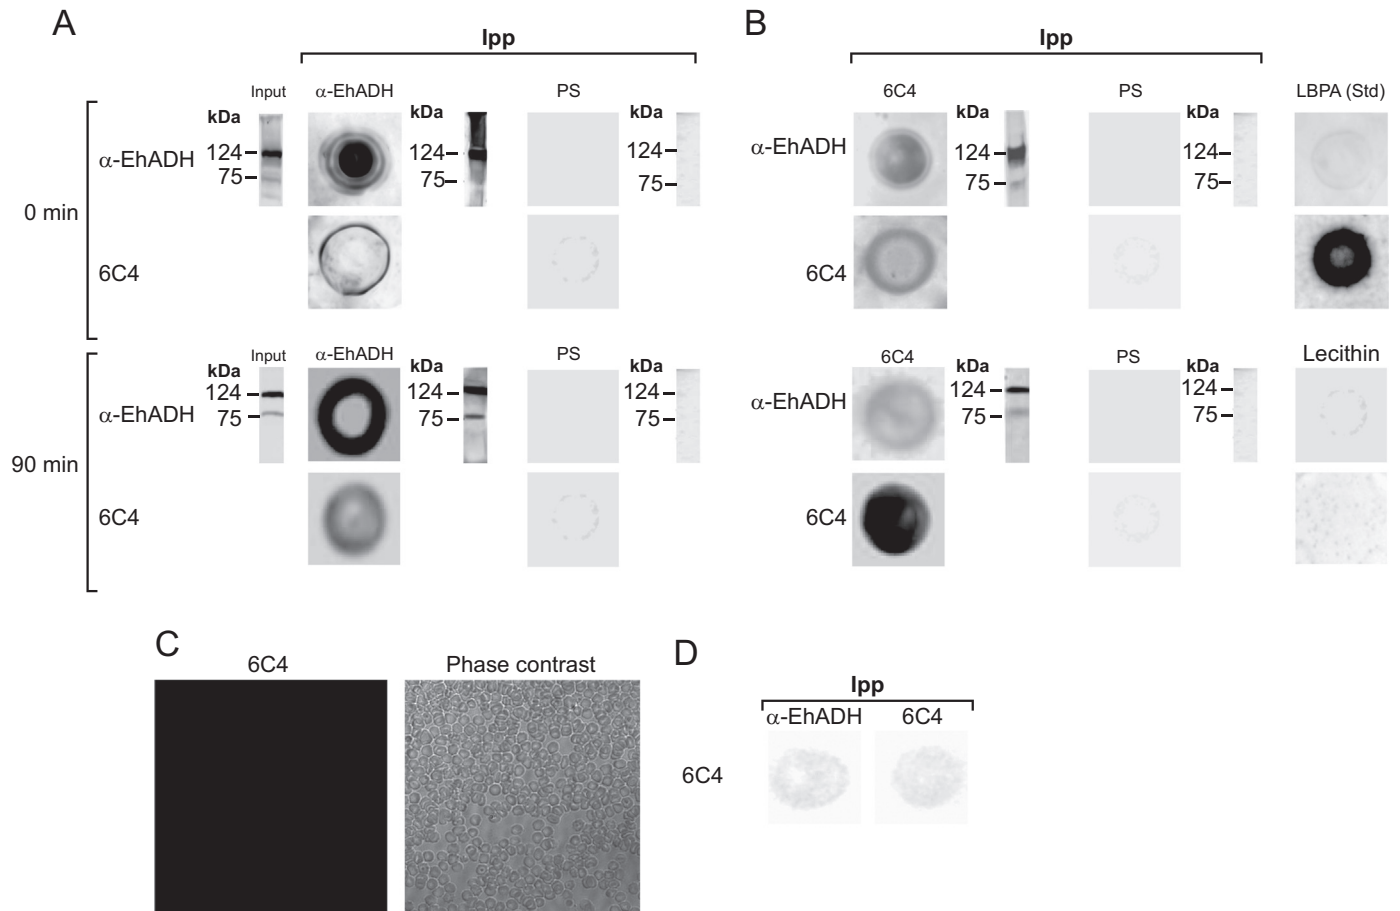 A
B
Ipp
Ipp
Input
α-EhADH
PS
6C4
PS
LBPA (Std)
kDa
kDa
kDa
kDa
kDa
α-EhADH
124
75
124
75
124
75
α-EhADH
124
75
124
75
0 min
6C4
6C4
Input
α-EhADH
PS
6C4
PS
Lecithin
kDa
kDa
kDa
kDa
kDa
α-EhADH
124
75
124
75
124
75
α-EhADH
124
75
124
75
90 min
6C4
6C4
C
6C4
Phase contrast
D
Ipp
α-EhADH
6C4
6C4